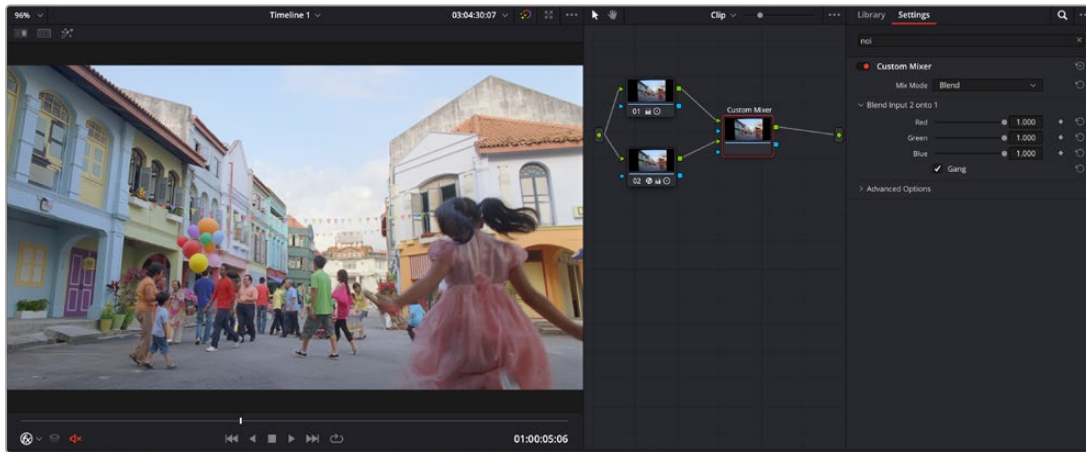 96%
Timeline 1
03:04:30:07
Clip
Library
Settings
noi
Custom Mixer
Mix Mode
Blend
Blend Input 2 onto 1
Red
1.000
Green
1.000
Blue
1.000
Gang
Advanced Options
01
02
Custom Mixer
01:00:05:06